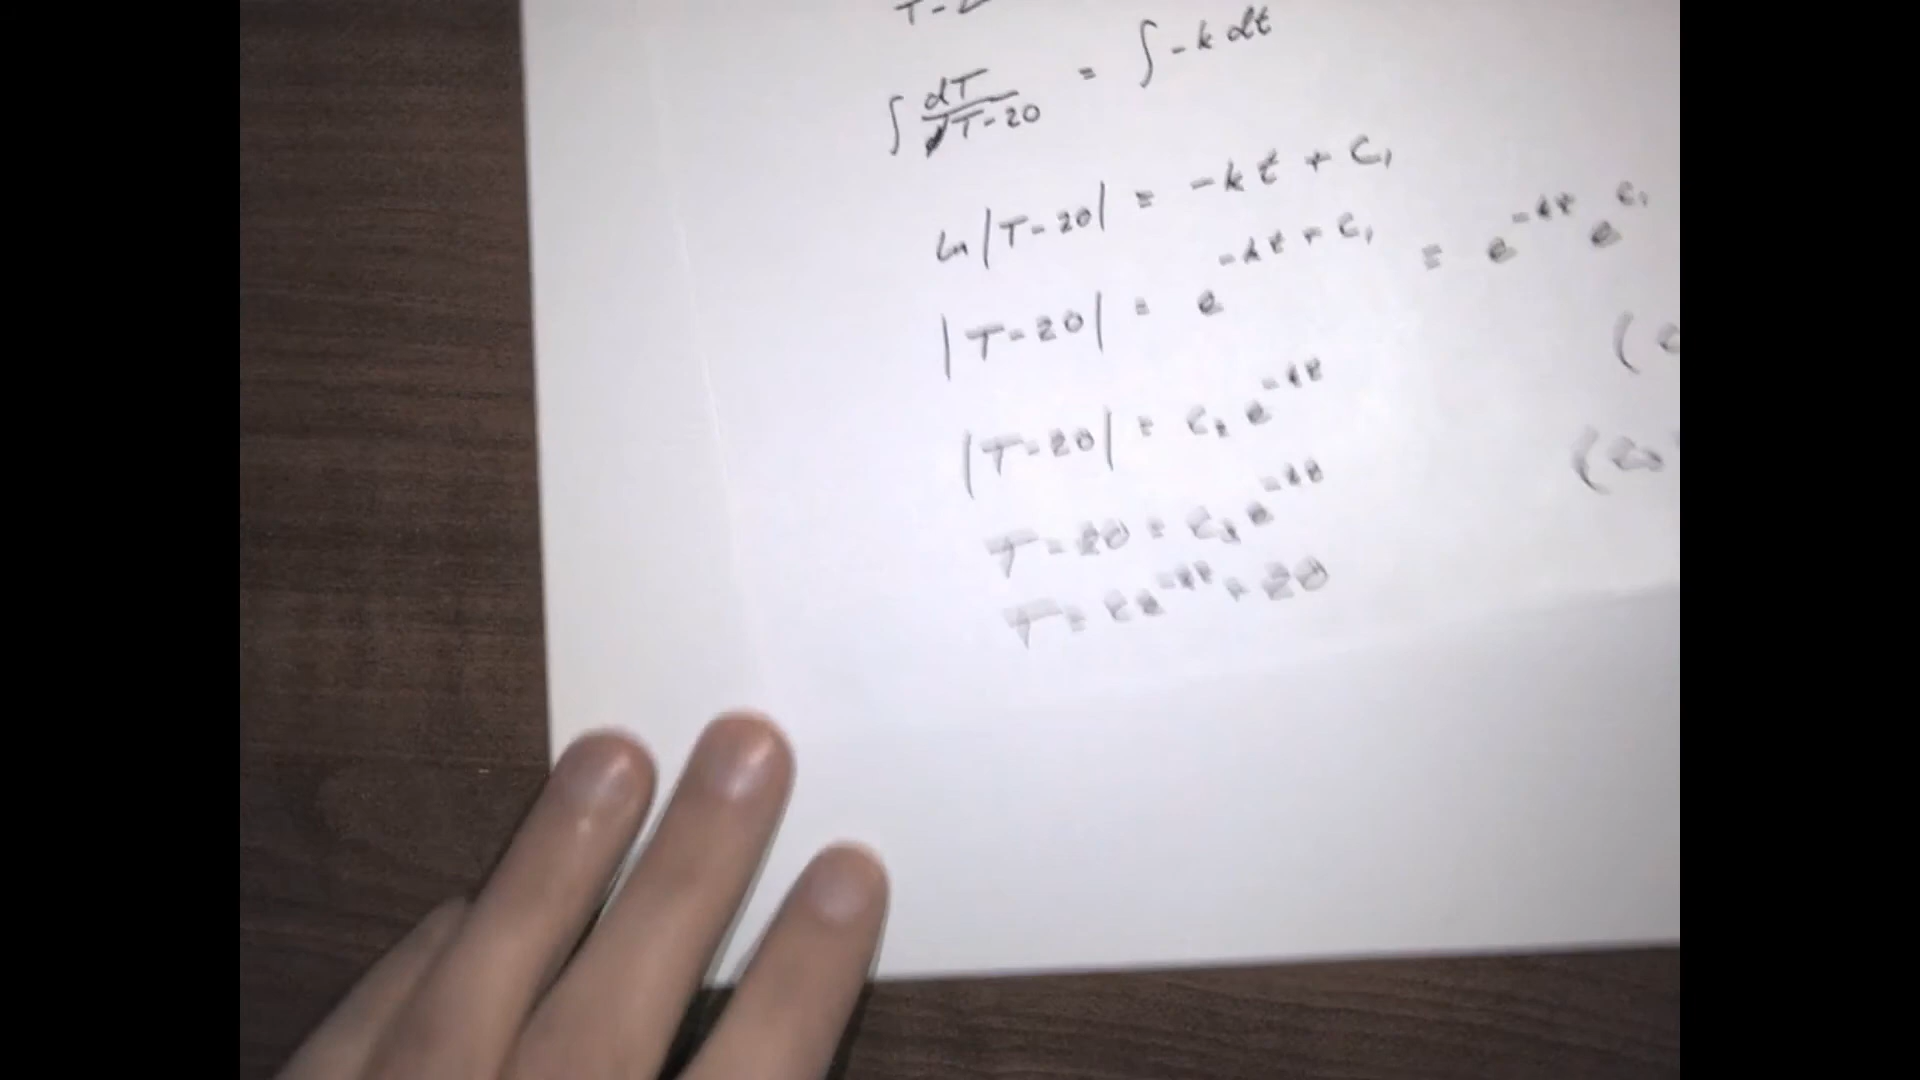 ∫ dT/(T-20) = ∫ -k dt
ln|T-20| = -kt + C₁
|T-20| = e^(-kt + C₁) = e^(-kt) e^(C₁)
|T-20| = C₂ e^(-kt)
T-20 = C₃ e^(-kt)
T = Ce^(-kt) + 20